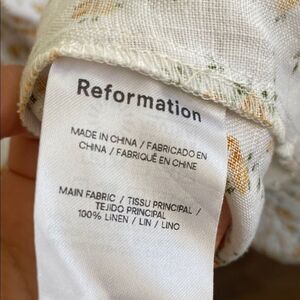 Reformation
MADE IN CHINA / FABRICADO EN
CHINA / FABRIQUÉ EN CHINE
MAIN FABRIC / TISSU PRINCIPAL /
TEJIDO PRINCIPAL
100% LINEN / LIN / LINO